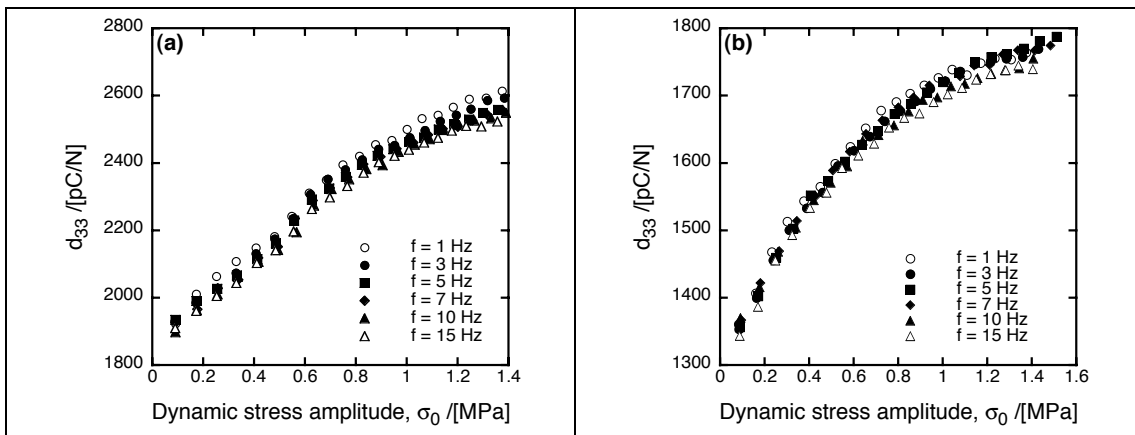 (a)
d33 /[pC/N]
2800
2600
2400
2200
2000
1800
f = 1 Hz
f = 3 Hz
f = 5 Hz
f = 7 Hz
f = 10 Hz
f = 15 Hz
0 0.2 0.4 0.6 0.8 1 1.2 1.4
Dynamic stress amplitude, σ0 /[MPa]
(b)
d33 /[pC/N]
1800
1700
1600
1500
1400
1300
f = 1 Hz
f = 3 Hz
f = 5 Hz
f = 7 Hz
f = 10 Hz
f = 15 Hz
0 0.2 0.4 0.6 0.8 1 1.2 1.4 1.6
Dynamic stress amplitude, σ0 /[MPa]